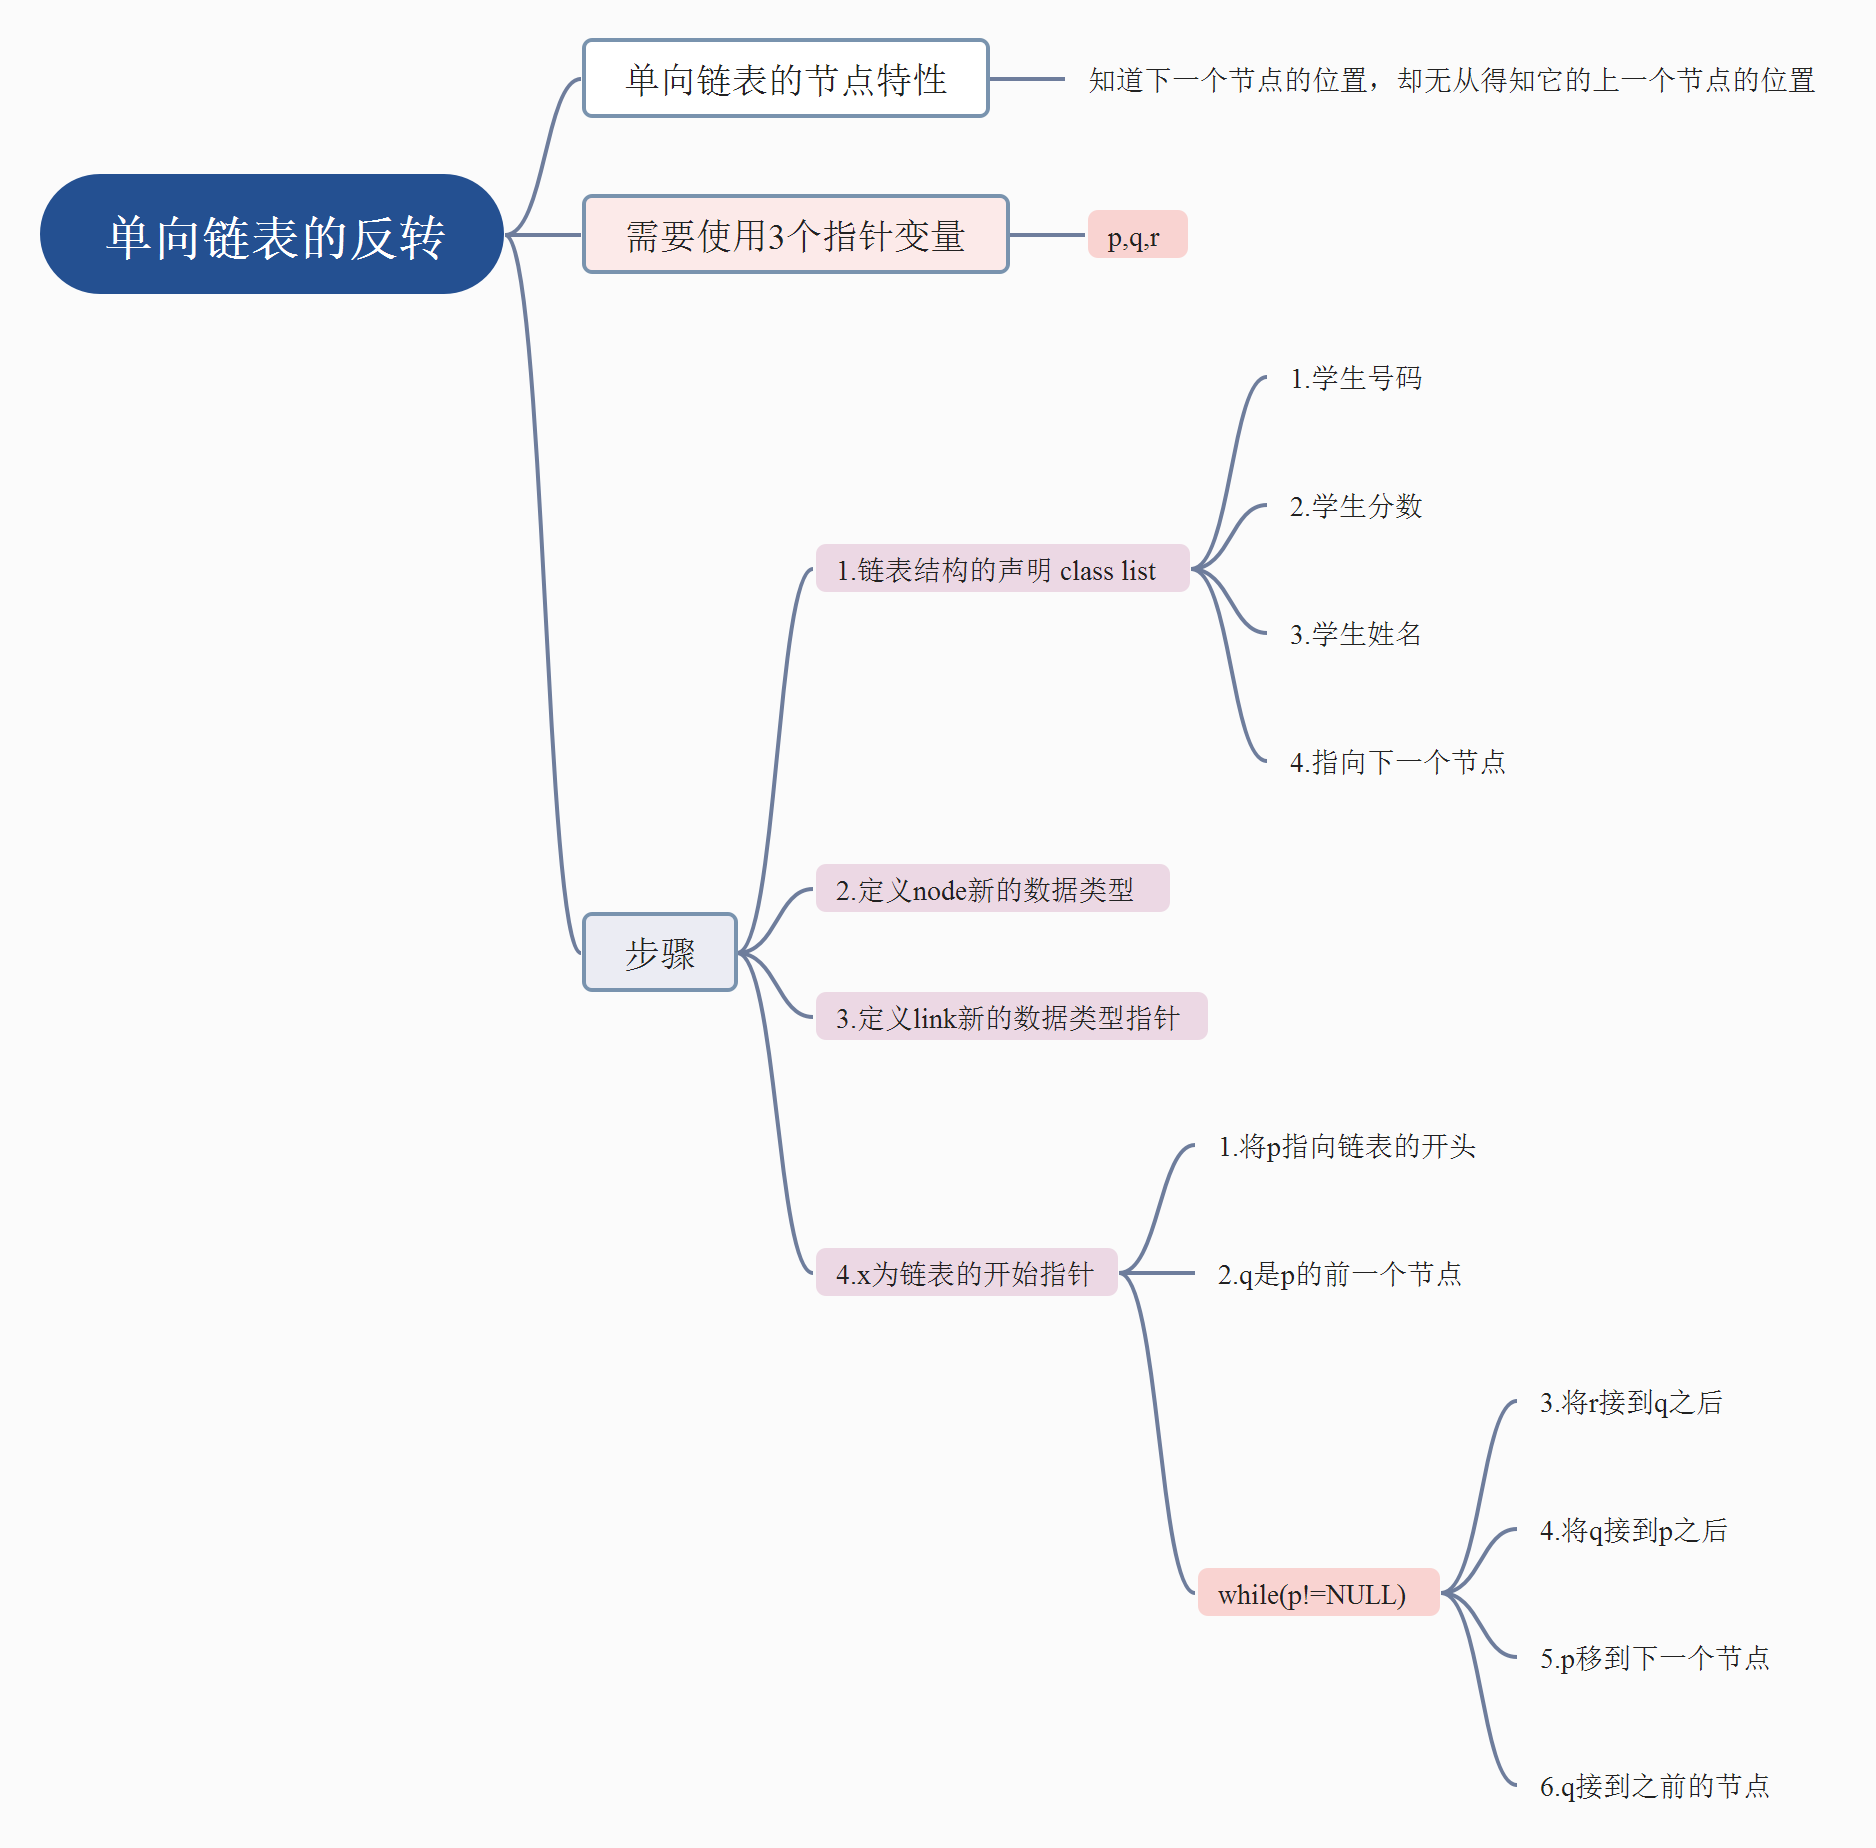 单向链表的反转
单向链表的节点特性
知道下一个节点的位置，却无从得知它的上一个节点的位置
需要使用3个指针变量
p,q,r
步骤
1.链表结构的声明 class list
1.学生号码
2.学生分数
3.学生姓名
4.指向下一个节点
2.定义node新的数据类型
3.定义link新的数据类型指针
4.x为链表的开始指针
1.将p指向链表的开头
2.q是p的前一个节点
while(p!=NULL)
3.将r接到q之后
4.将q接到p之后
5.p移到下一个节点
6.q接到之前的节点